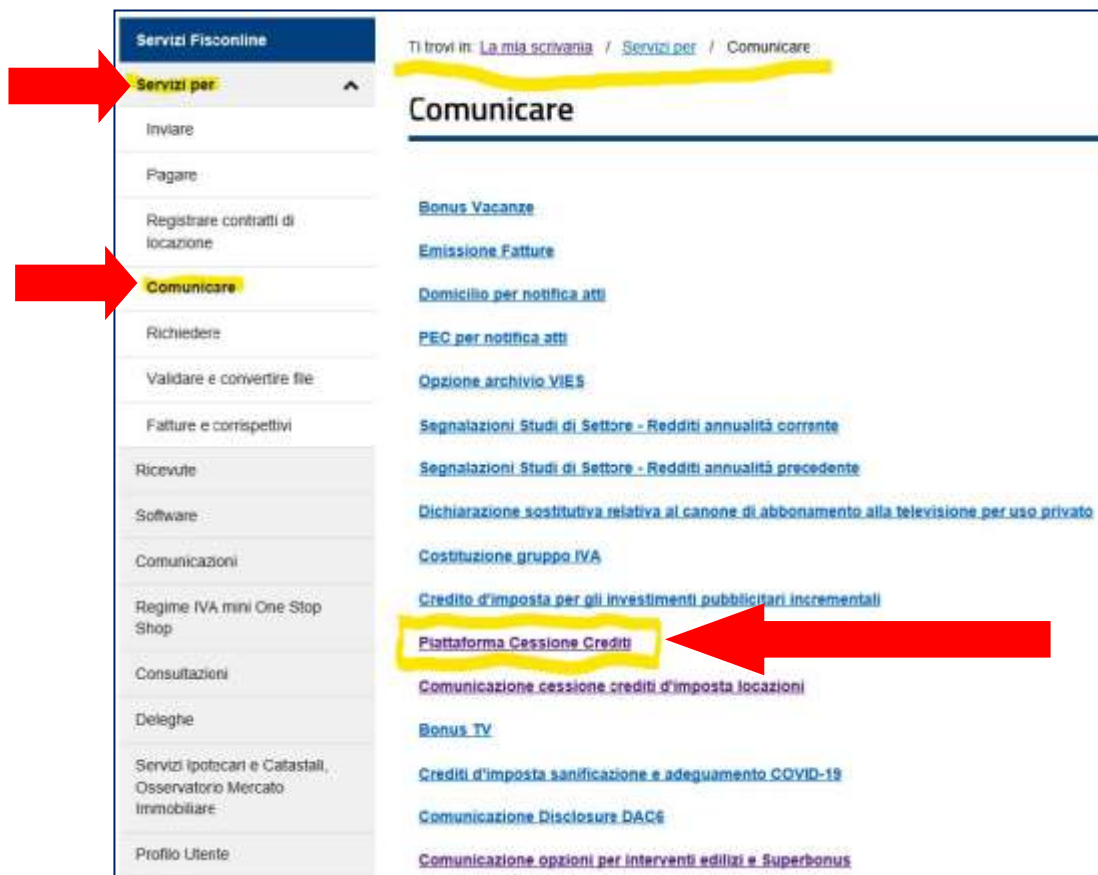 Servizi Fisconline
Servizi per
Inviare
Pagare
Registrare contratti di
locazione
Comunicare
Richiedere
Validare e convertire file
Fatture e corrispettivi
Ricevute
Software
Comunicazioni
Regime IVA mini One Stop
Shop
Consultazioni
Deleghe
Servizi Ipotecari e Catastali,
Osservatorio Mercato
Immobiliare
Profilo Utente
Ti trovi in: La mia scrivania / Servizi per / Comunicare
Comunicare
Bonus Vacanze
Emissione Fatture
Domicilio per notifica atti
PEC per notifica atti
Opzione archivio VIES
Segnalazioni Studi di Settore - Redditi annualità corrente
Segnalazioni Studi di Settore - Redditi annualità precedente
Dichiarazione sostitutiva relativa al canone di abbonamento alla televisione per uso privato
Costituzione gruppo IVA
Credito d'imposta per gli investimenti pubblicitari incrementali
Piattaforma Cessione Crediti
Comunicazione cessione crediti d'imposta locazioni
Bonus TV
Crediti d'imposta sanificazione e adeguamento COVID-19
Comunicazione Disclosure DAC6
Comunicazione opzioni per interventi edilizi e Superbonus